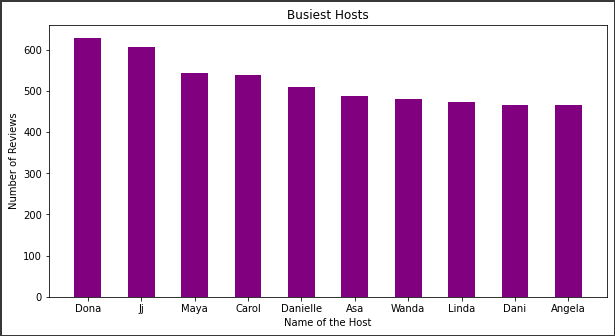 Busiest Hosts
Number of Reviews
600
500
400
300
200
100
0
Dona Jj Maya Carol Danielle Asa Wanda Linda Dani Angela
Name of the Host